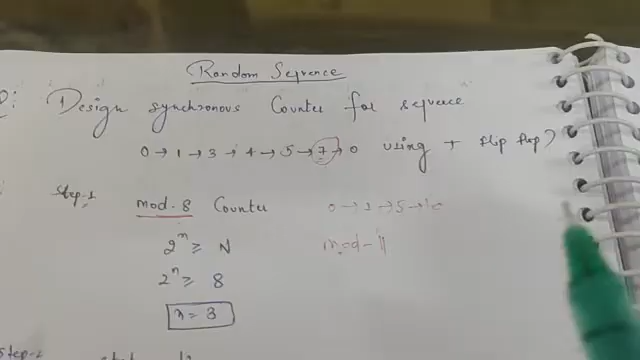 Random Sequence
Q: Design synchronous Counter for sequence
0→1→3→4→5→7→0 using T flip flop?
Step-1 mod-8 Counter 0→2→5→10
2ⁿ ≥ N mod-11
2ⁿ ≥ 8
n = 3
Step-2